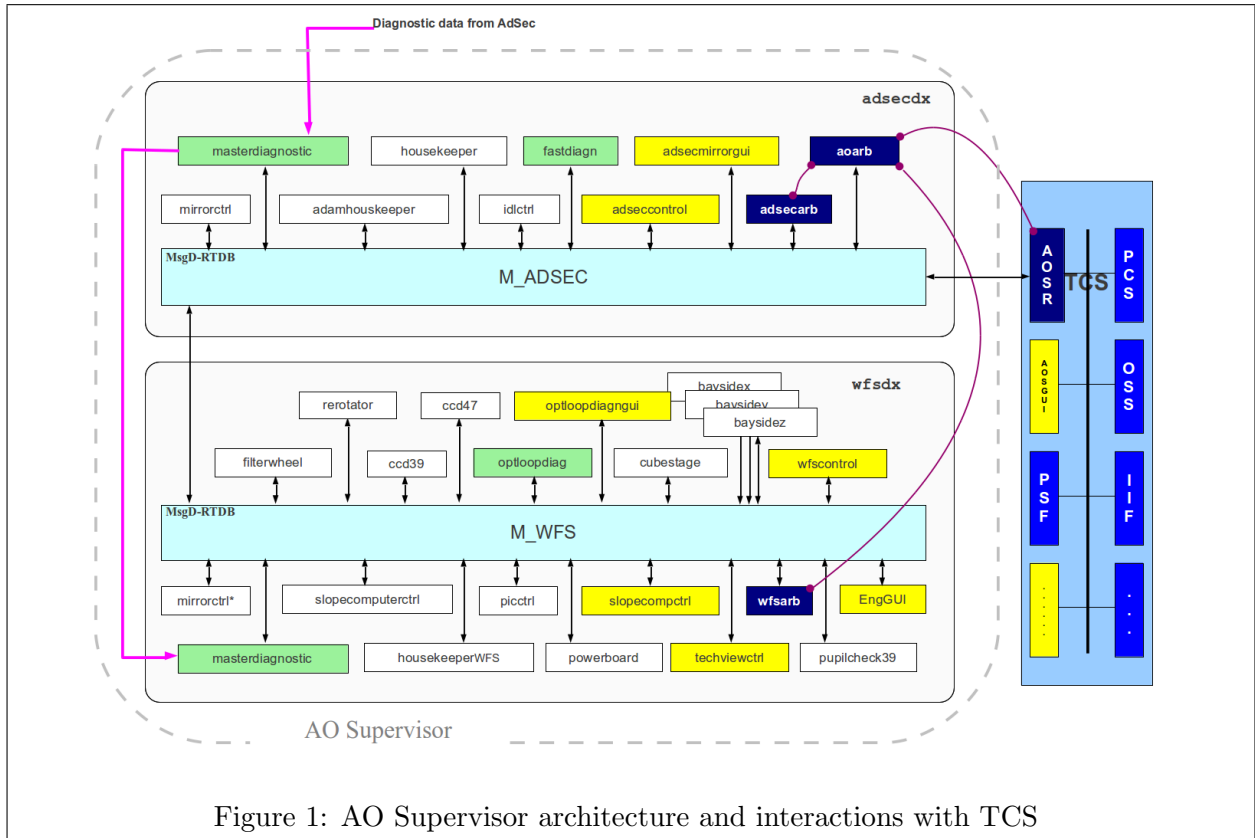 Diagnostic data from AdSec
adsecdx
masterdiagnostic
housekeeper
fastdiagn
adsecmirrorgui
aoarb
mirrorctrl
adamhouskeeper
idlctrl
adseccontrol
adsecarb
MsgD-RTDB
M_ADSEC
wfsdx
rerotator
ccd47
optloopdiagngui
baysidex
baysidey
baysidez
filterwheel
ccd39
optloopdiag
cubestage
wfscontrol
MsgD-RTDB
M_WFS
mirrorctrl*
slopecomputerctrl
picctrl
slopecompctrl
wfsarb
EngGUI
masterdiagnostic
housekeeperWFS
powerboard
techviewctrl
pupilcheck39
AO Supervisor
TCS
AOSR
PCS
AOSGUI
OSS
PSF
IIF
......
...
Figure 1: AO Supervisor architecture and interactions with TCS